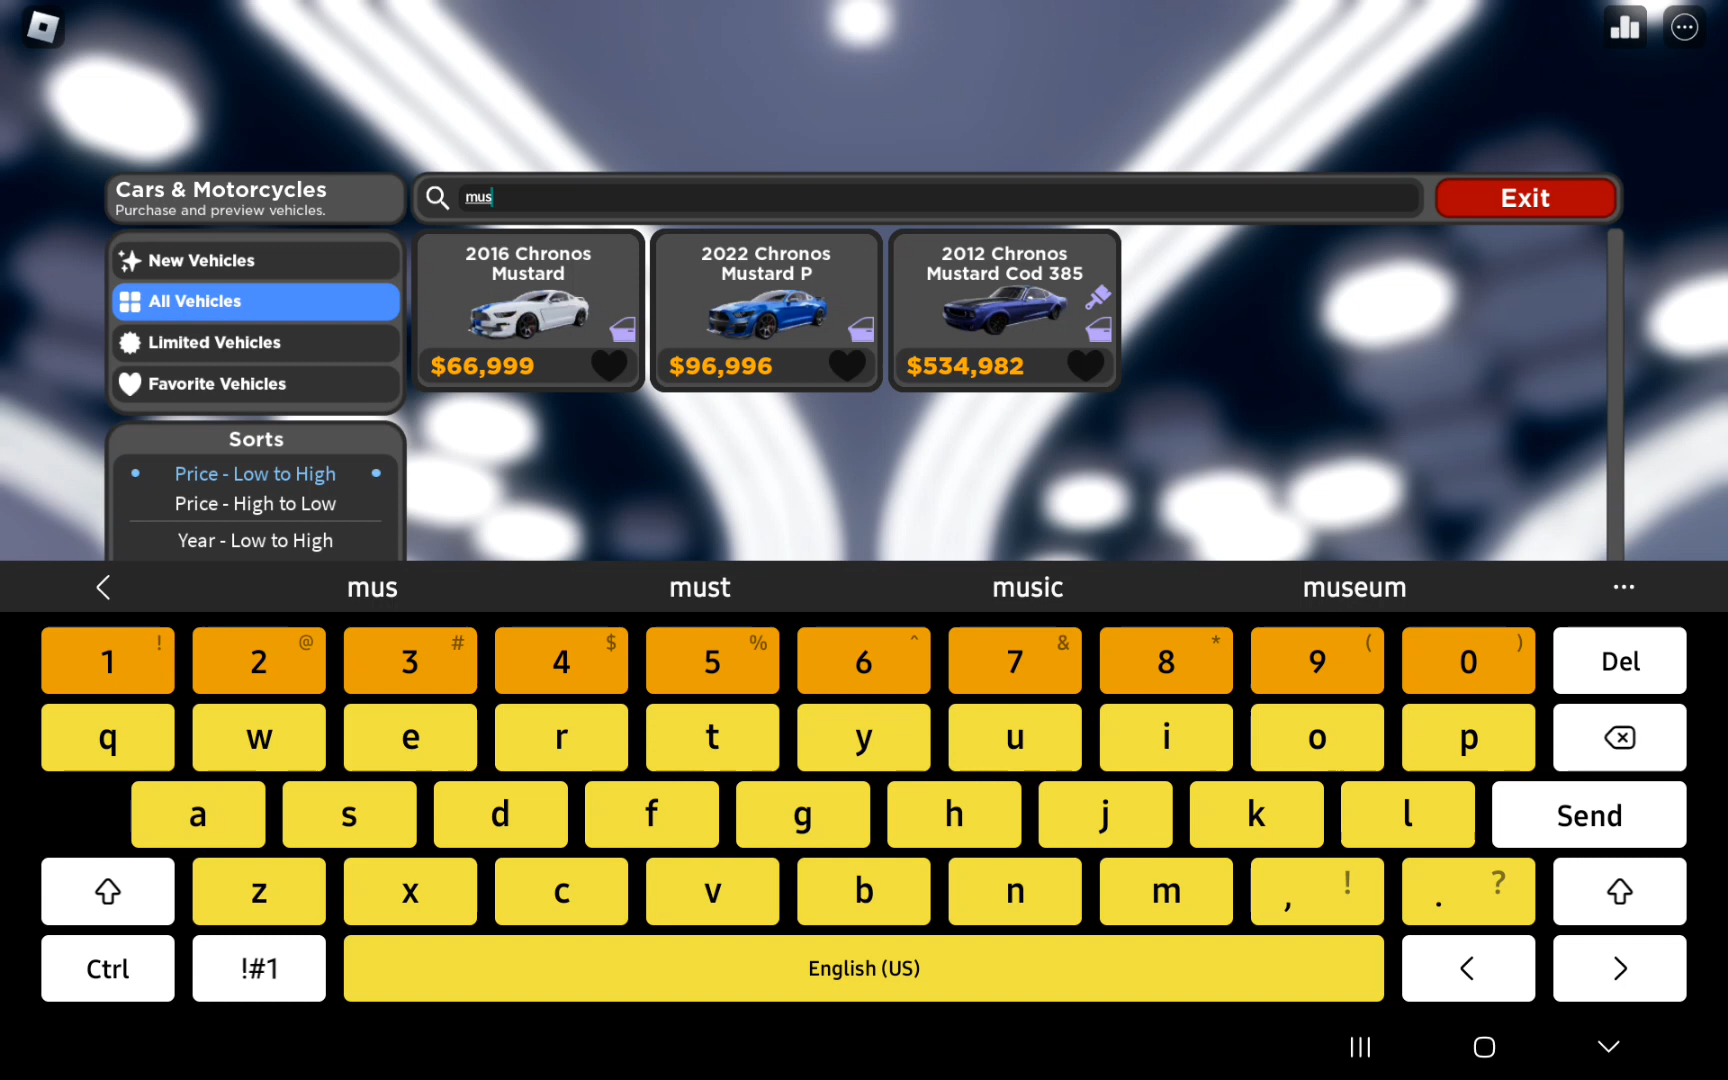 Cars & Motorcycles
Purchase and preview vehicles.
mus
Exit
New Vehicles
All Vehicles
Limited Vehicles
Favorite Vehicles
2016 Chronos
Mustard
$66,999
2022 Chronos
Mustard P
$96,996
2012 Chronos
Mustard Cod 385
$534,982
Sorts
Price - Low to High
Price - High to Low
Year - Low to High
mus must music museum ...
1 ! 2 @ 3 # 4 $ 5 % 6 ^ 7 & 8 * 9 ( 0 ) Del
q w e r t y u i o p
a s d f g h j k l Send
z x c v b n m , ! . ?
Ctrl !#1 English (US) < >